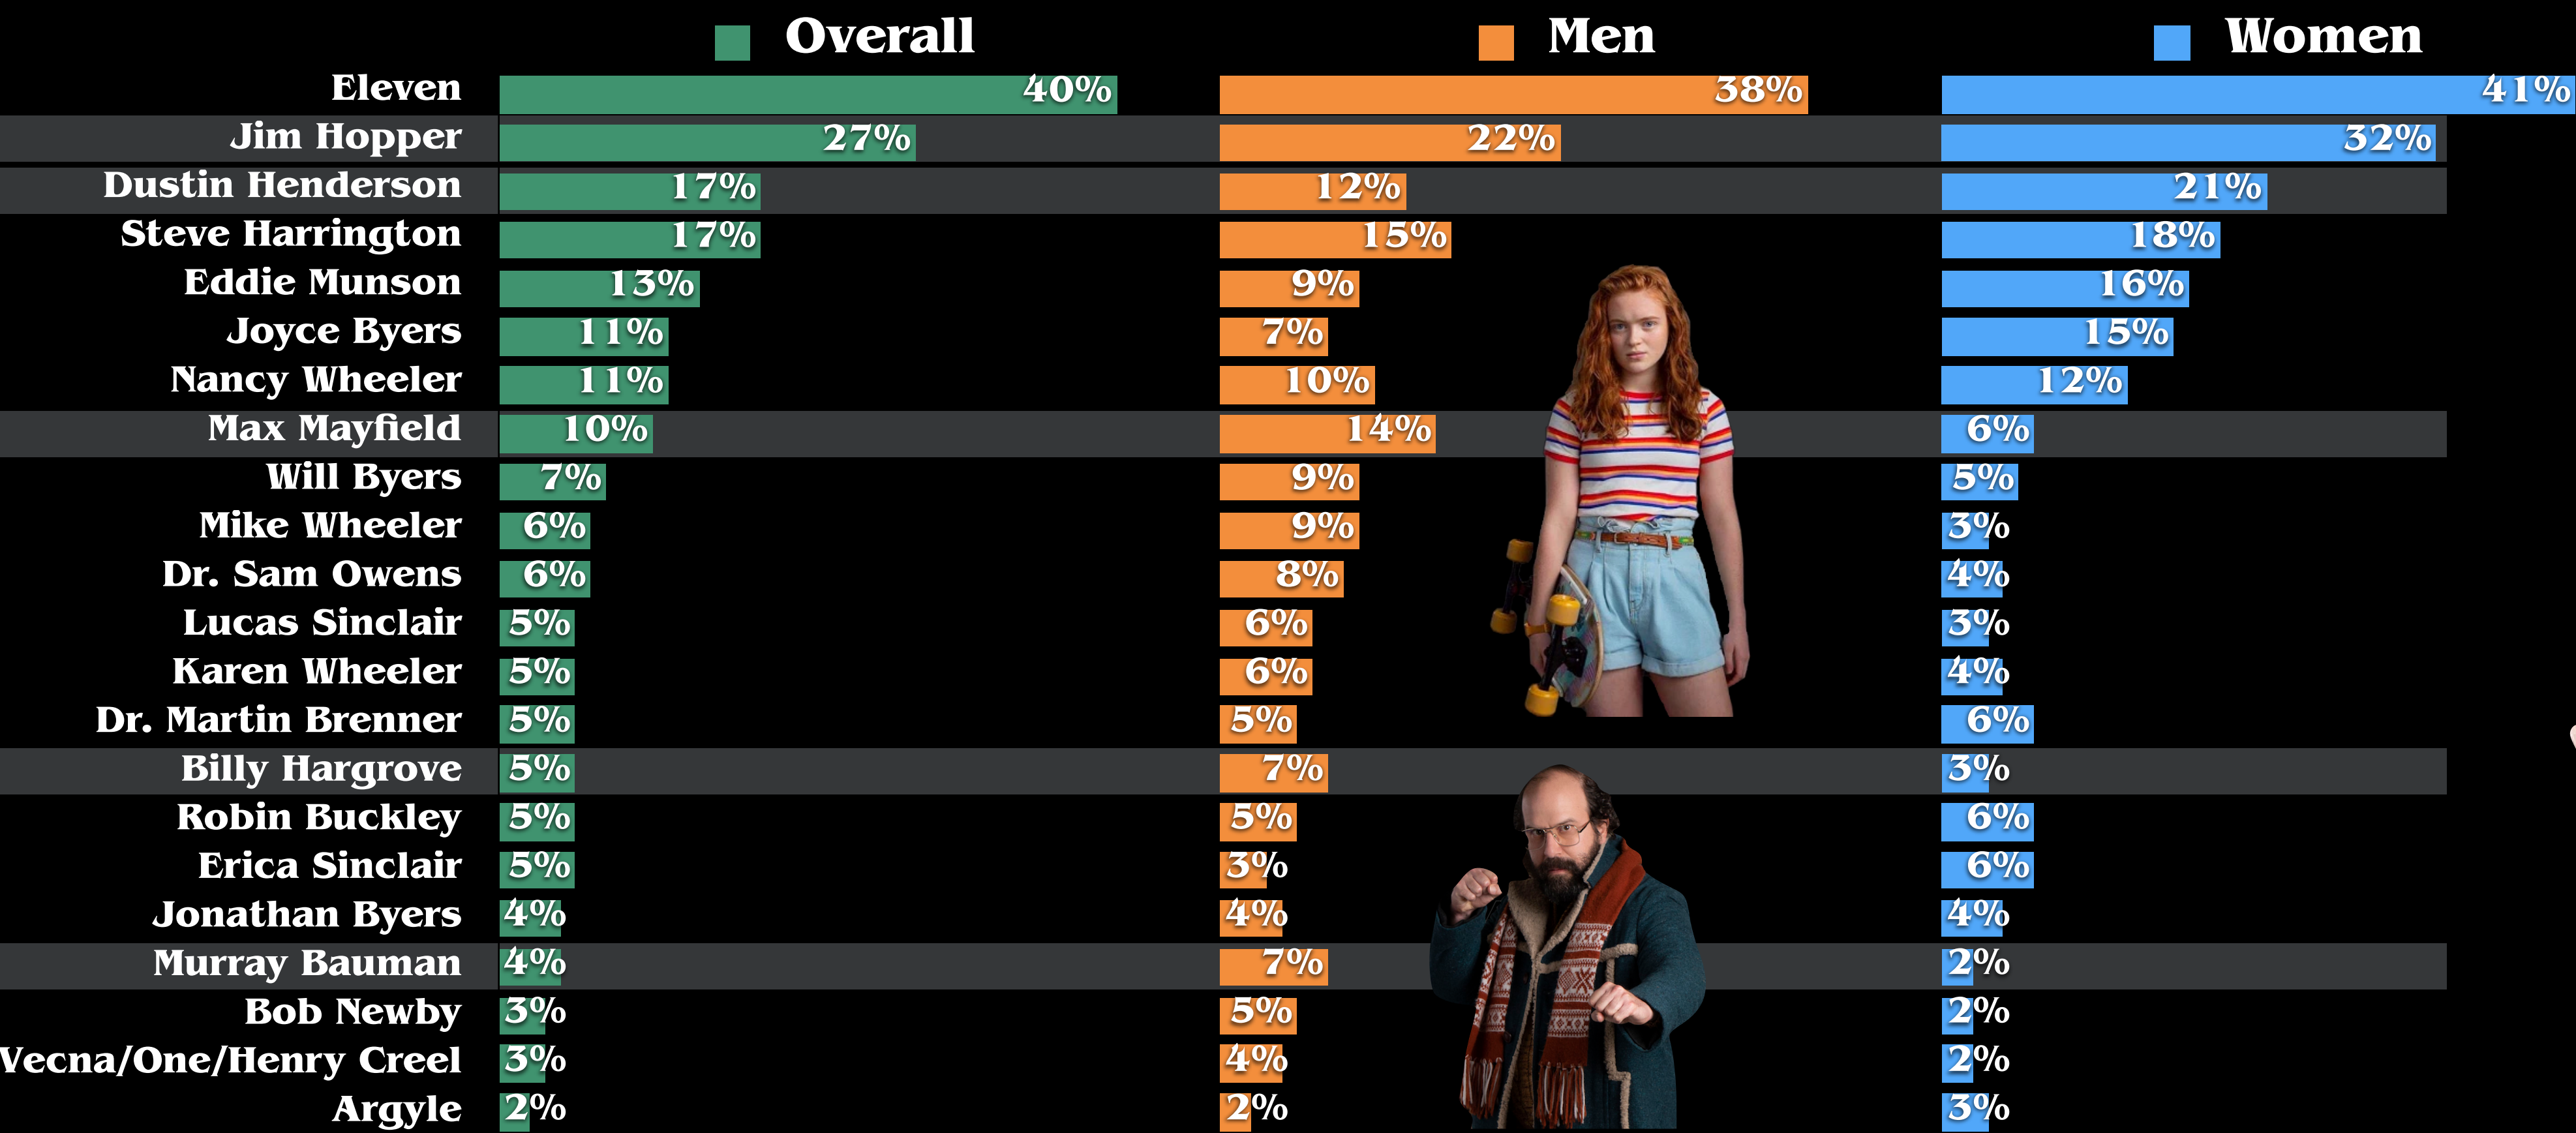 Overall Men Women
Eleven 40% 38% 41%
Jim Hopper 27% 22% 32%
Dustin Henderson 17% 12% 21%
Steve Harrington 17% 15% 18%
Eddie Munson 13% 9% 16%
Joyce Byers 11% 7% 15%
Nancy Wheeler 11% 10% 12%
Max Mayfield 10% 14% 6%
Will Byers 7% 9% 5%
Mike Wheeler 6% 9% 3%
Dr. Sam Owens 6% 8% 4%
Lucas Sinclair 5% 6% 3%
Karen Wheeler 5% 6% 4%
Dr. Martin Brenner 5% 5% 6%
Billy Hargrove 5% 7% 3%
Robin Buckley 5% 5% 6%
Erica Sinclair 5% 3% 6%
Jonathan Byers 4% 4% 4%
Murray Bauman 4% 7% 2%
Bob Newby 3% 5% 2%
Vecna/One/Henry Creel 3% 4% 2%
Argyle 2% 2% 3%